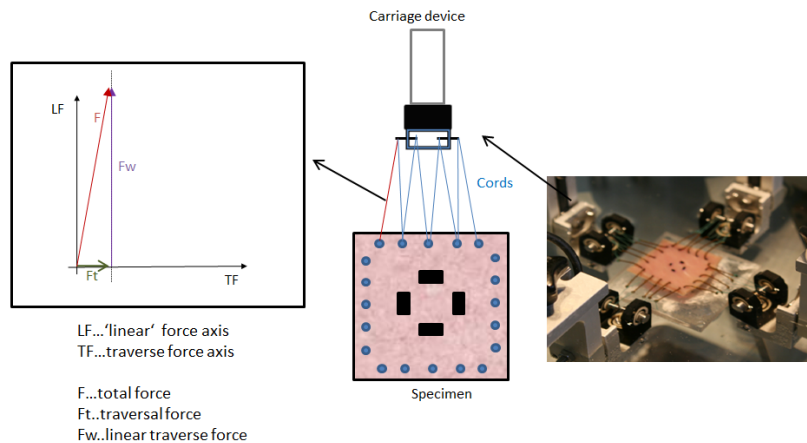 Carriage device
LF
F
Fw
Ft
TF
Cords
Specimen
LF...'linear' force axis
TF...traverse force axis
F...total force
Ft..traversal force
Fw..linear traverse force